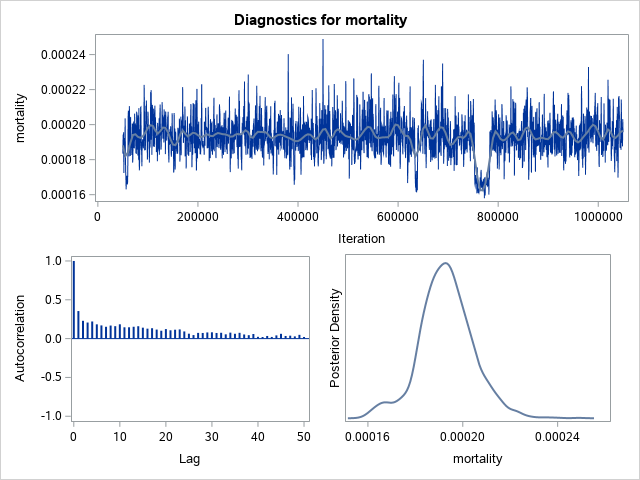 Diagnostics for mortality
mortality
0.00024
0.00022
0.00020
0.00018
0.00016
0 200000 400000 600000 800000 1000000
Iteration
Autocorrelation
1.0
0.5
0.0
-0.5
-1.0
0 10 20 30 40 50
Lag
Posterior Density
0.00016 0.00020 0.00024
mortality